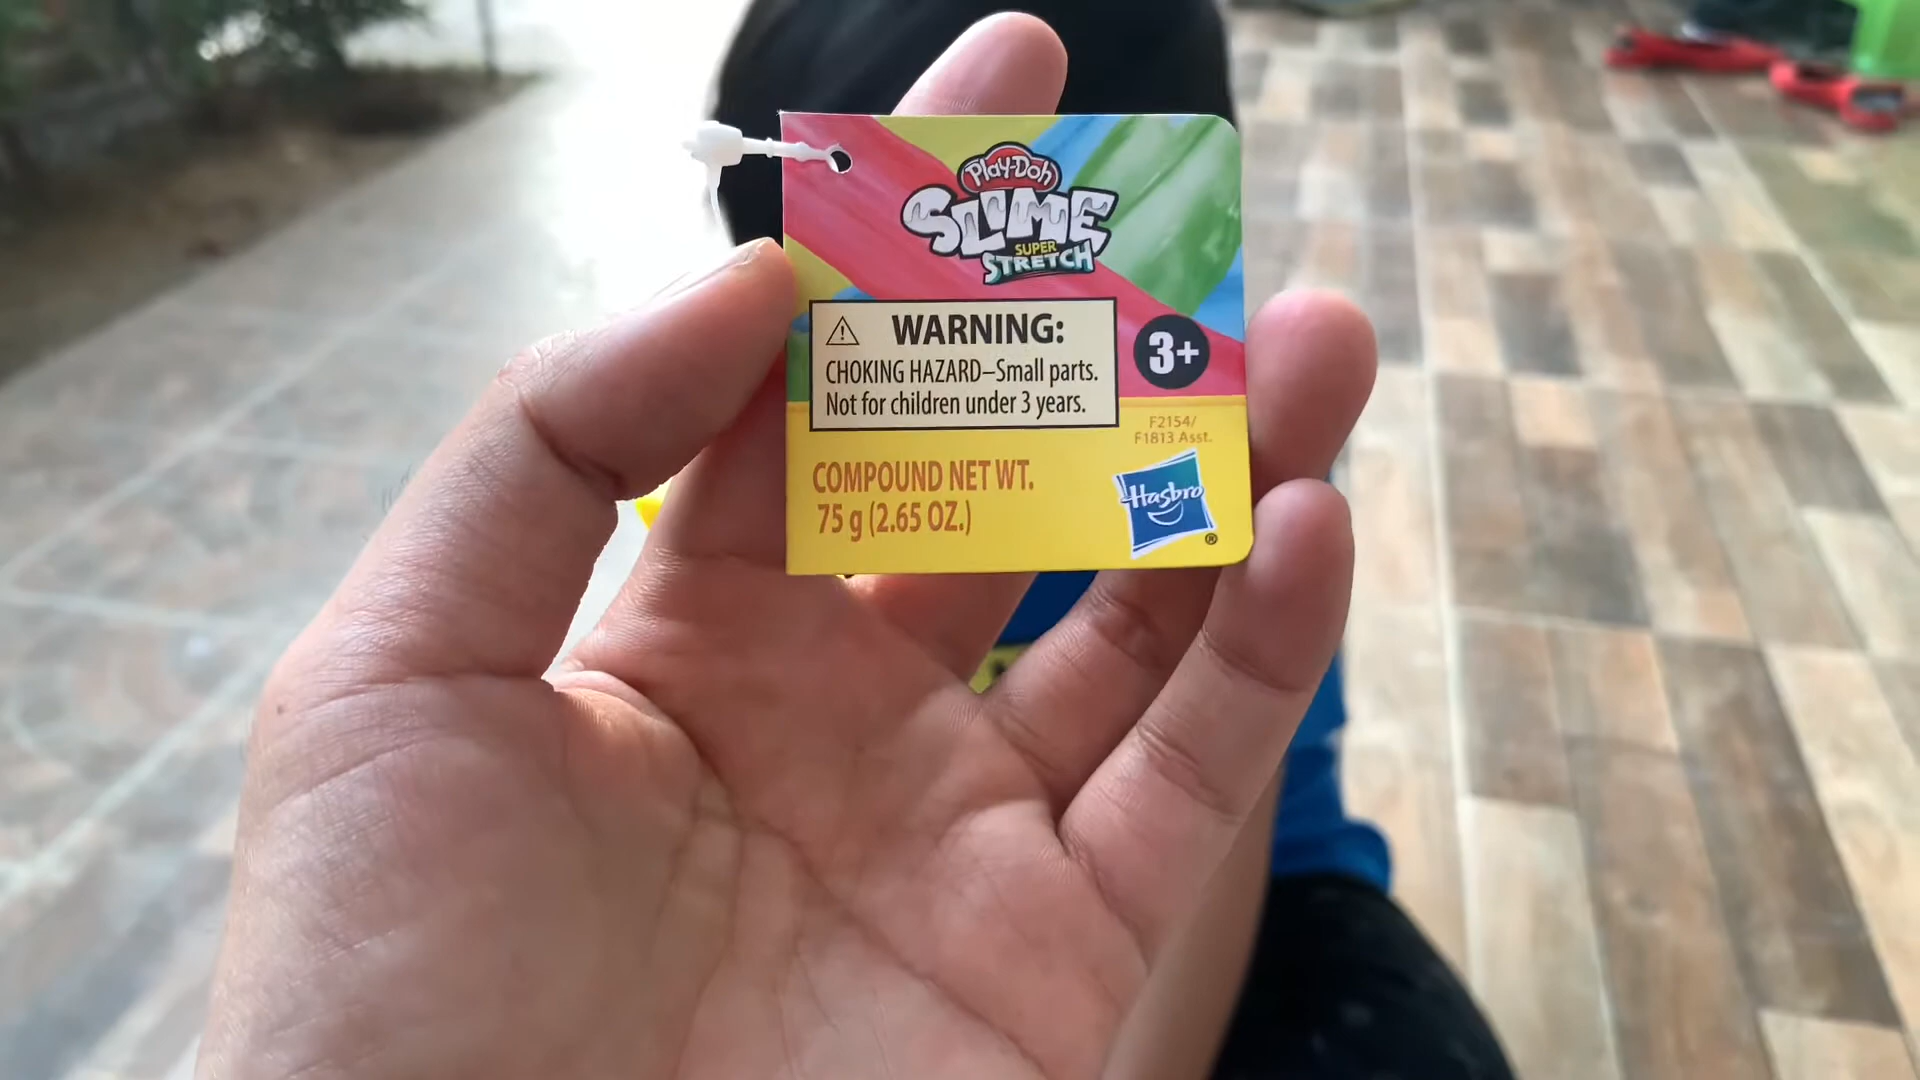 PLAY-DOH
SLIME
SUPER
STRETCH
WARNING:
CHOKING HAZARD–Small parts.
Not for children under 3 years.
3+
F2154/
F1813 Asst.
COMPOUND NET WT.
75 g (2.65 OZ.)
Hasbro
®